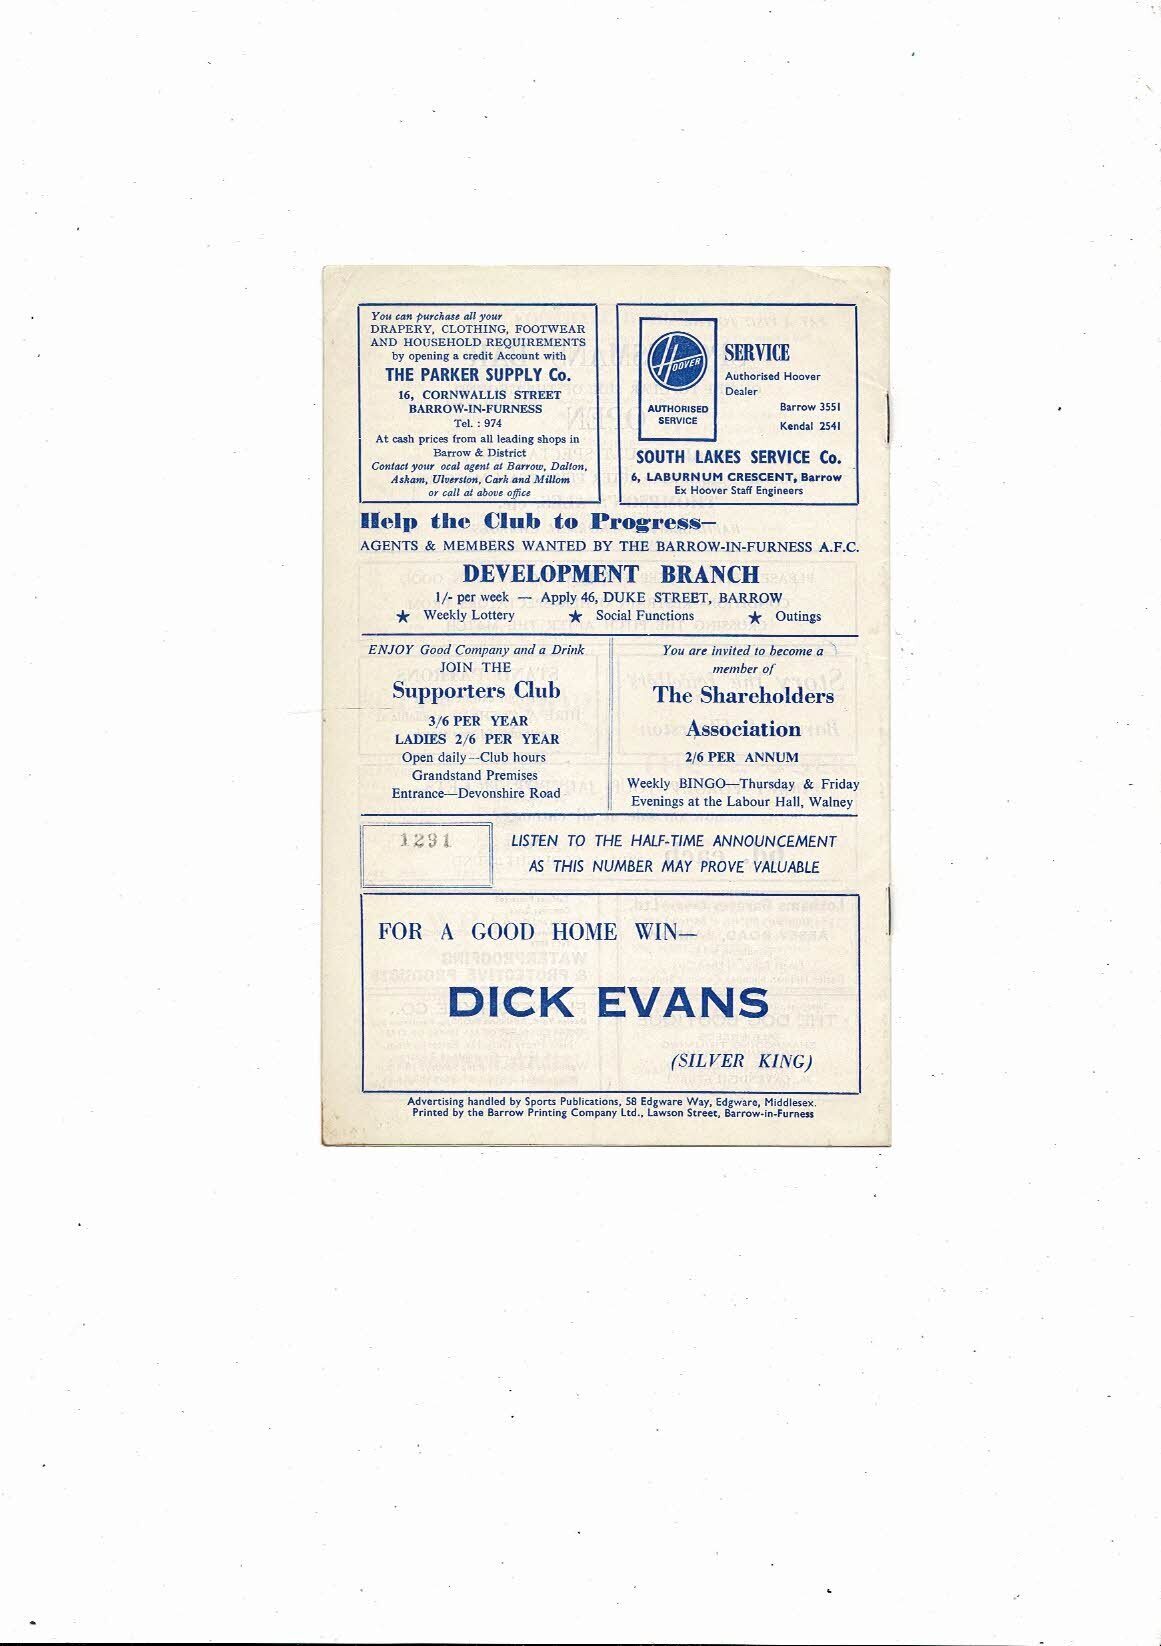 You can purchase all your
DRAPERY, CLOTHING, FOOTWEAR
AND HOUSEHOLD REQUIREMENTS
by opening a credit Account with
THE PARKER SUPPLY Co.
16, CORNWALLIS STREET
BARROW-IN-FURNESS
Tel. : 974
At cash prices from all leading shops in
Barrow & District
Contact your ocal agent at Barrow, Dalton,
Askam, Ulverston, Cark and Millom
or call at above office
HOOVER
AUTHORISED
SERVICE
SERVICE
Authorised Hoover
Dealer
Barrow 3551
Kendal 2541
SOUTH LAKES SERVICE Co.
6, LABURNUM CRESCENT, Barrow
Ex Hoover Staff Engineers
Help the Club to Progress—
AGENTS & MEMBERS WANTED BY THE BARROW-IN-FURNESS A.F.C.
DEVELOPMENT BRANCH
1/- per week — Apply 46, DUKE STREET, BARROW
★ Weekly Lottery ★ Social Functions ★ Outings
ENJOY Good Company and a Drink
JOIN THE
Supporters Club
3/6 PER YEAR
LADIES 2/6 PER YEAR
Open daily—Club hours
Grandstand Premises
Entrance—Devonshire Road
You are invited to become a
member of
The Shareholders
Association
2/6 PER ANNUM
Weekly BINGO—Thursday & Friday
Evenings at the Labour Hall, Walney
1291
LISTEN TO THE HALF-TIME ANNOUNCEMENT
AS THIS NUMBER MAY PROVE VALUABLE
FOR A GOOD HOME WIN—
DICK EVANS
(SILVER KING)
Advertising handled by Sports Publications, 58 Edgware Way, Edgware, Middlesex.
Printed by the Barrow Printing Company Ltd., Lawson Street, Barrow-in-Furness